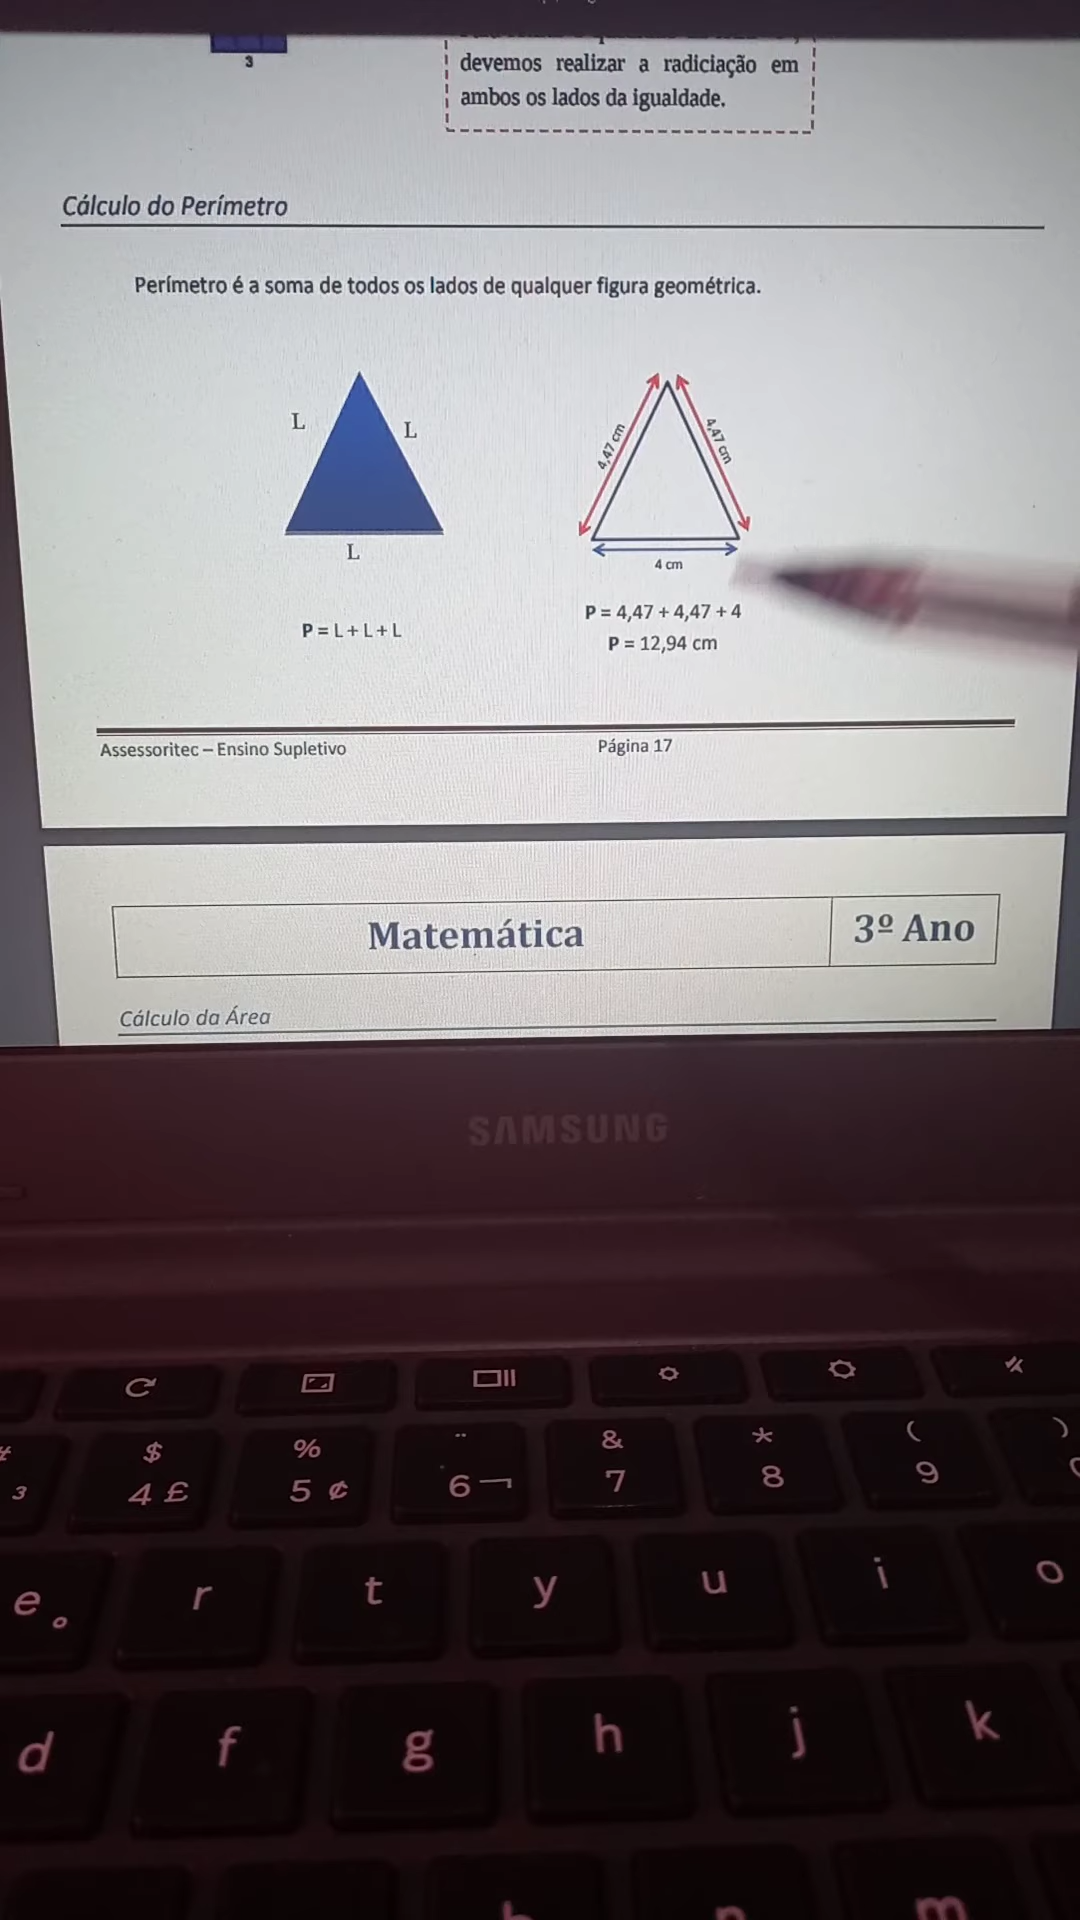 3
devemos realizar a radiciação em
ambos os lados da igualdade.
Cálculo do Perímetro
Perímetro é a soma de todos os lados de qualquer figura geométrica.
L
L
L
P = L + L + L
4,47 cm
4,47 cm
4 cm
P = 4,47 + 4,47 + 4
P = 12,94 cm
Assessoritec – Ensino Supletivo
Página 17
Matemática
3º Ano
Cálculo da Área
SAMSUNG
$ % ¨ & * ( )
3 4 £ 5 ¢ 6 ¬ 7 8 9
e ° r t y u i o
d f g h j k
m